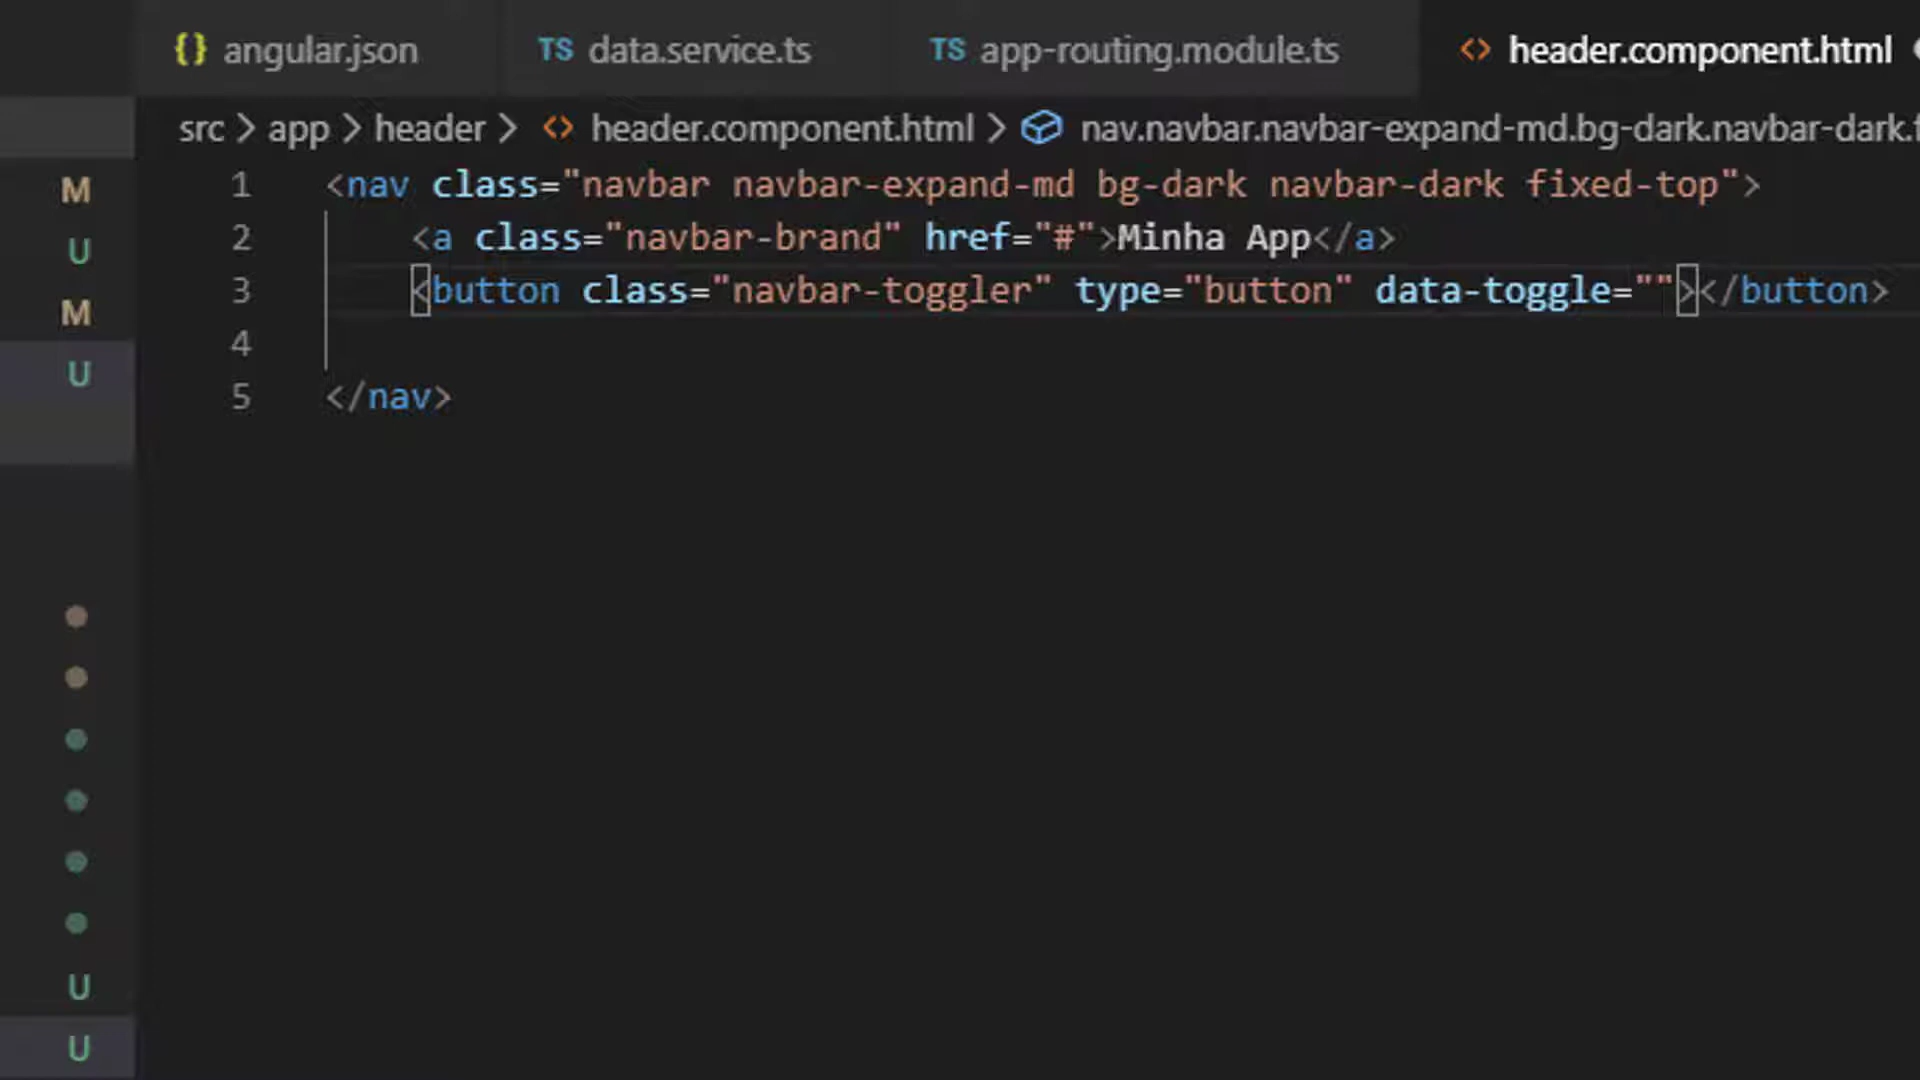 {} angular.json TS data.service.ts TS app-routing.module.ts <> header.component.html
src > app > header > <> header.component.html > nav.navbar.navbar-expand-md.bg-dark.navbar-dark.f
M 1 <nav class="navbar navbar-expand-md bg-dark navbar-dark fixed-top">
U 2 <a class="navbar-brand" href="#">Minha App</a>
M 3 <button class="navbar-toggler" type="button" data-toggle=""></button>
U 4
5 </nav>
U
U